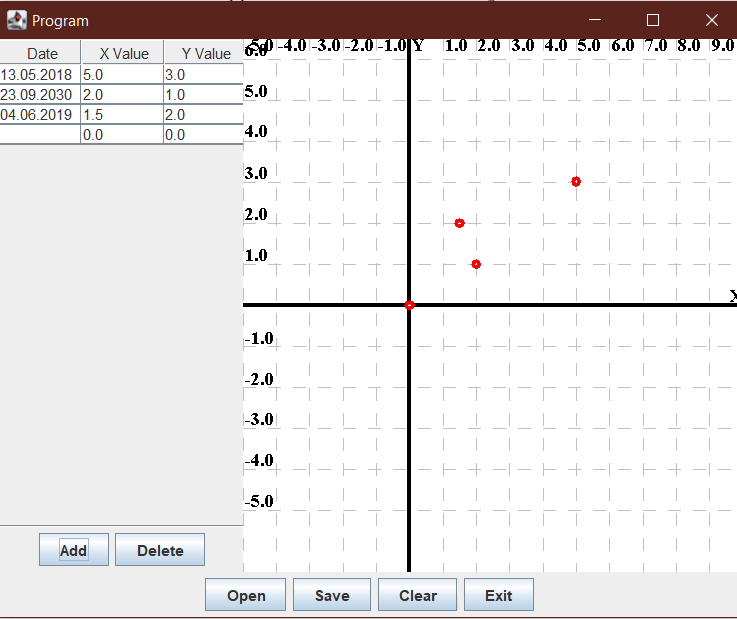 Program
Date X Value Y Value
13.05.2018 5.0 3.0
23.09.2030 2.0 1.0
04.06.2019 1.5 2.0
0.0 0.0
-5.0 -4.0 -3.0 -2.0 -1.0 Y 1.0 2.0 3.0 4.0 5.0 6.0 7.0 8.0 9.0
6.0
5.0
4.0
3.0
2.0
1.0
X
-1.0
-2.0
-3.0
-4.0
-5.0
Add Delete
Open Save Clear Exit